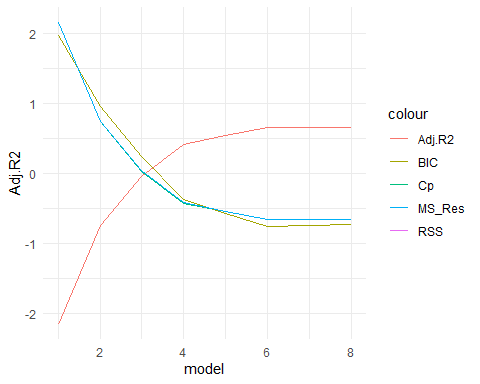 Adj.R2
2
1
0
-1
-2
2
4
6
8
model
colour
Adj.R2
BIC
Cp
MS_Res
RSS